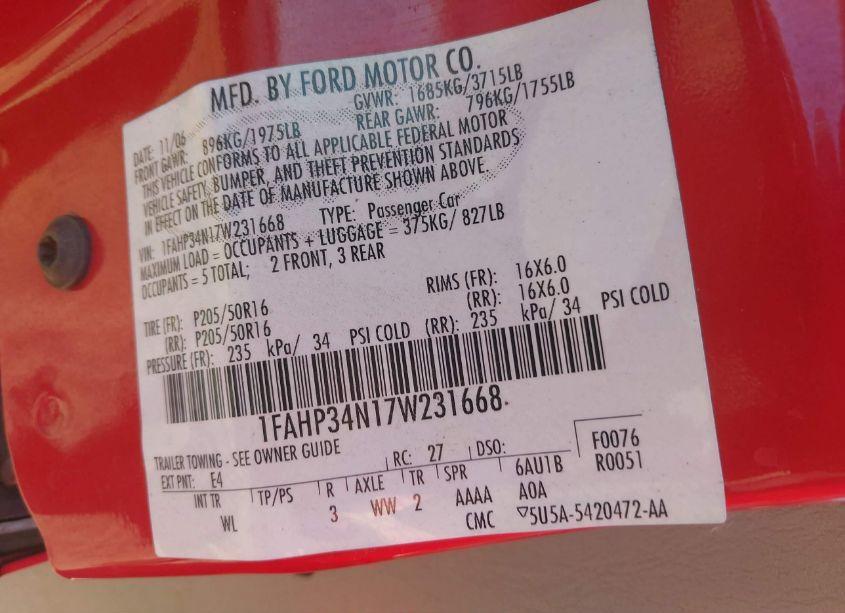 MFD. BY FORD MOTOR CO.
DATE: 11/06 GVWR: 1685KG/3715LB
FRONT GAWR: 896KG/1975LB REAR GAWR: 796KG/1755LB
THIS VEHICLE CONFORMS TO ALL APPLICABLE FEDERAL MOTOR
VEHICLE SAFETY, BUMPER, AND THEFT PREVENTION STANDARDS
IN EFFECT ON THE DATE OF MANUFACTURE SHOWN ABOVE.
VIN: 1FAHP34N17W231668 TYPE: Passenger Car
MAXIMUM LOAD = OCCUPANTS + LUGGAGE = 375KG/ 827LB
OCCUPANTS = 5 TOTAL; 2 FRONT, 3 REAR
TIRE (FR): P205/50R16 RIMS (FR): 16X6.0
(RR): P205/50R16 (RR): 16X6.0
PRESSURE (FR): 235 kPa/ 34 PSI COLD (RR): 235 kPa/ 34 PSI COLD
1FAHP34N17W231668
TRAILER TOWING - SEE OWNER GUIDE
EXT PNT: E4 RC: 27 DSO: F0076
INT TR TP/PS R AXLE TR SPR 6AU1B R0051
WL 3 WW 2 AAAA A0A
CMC ▽5U5A-5420472-AA